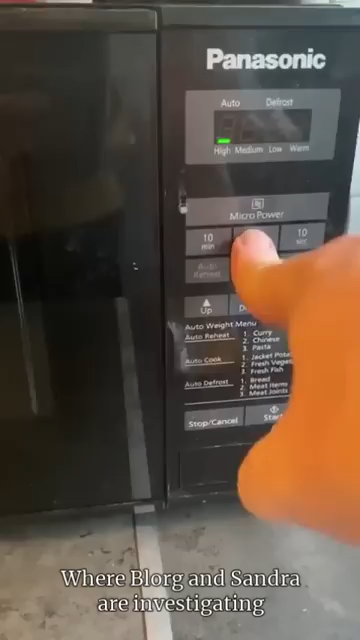 Panasonic
Auto Defrost
High Medium Low Warm
Micro Power
10 min
10 sec
Auto Reheat
Up
Auto Weight Menu
Auto Reheat 1. Curry
2. Chinese
3. Pasta
Auto Cook 1. Jacket Pota
2. Fresh Veget
3. Fresh Fish
Auto Defrost 1. Bread
2. Meat Items
3. Meat Joints
Stop/Cancel Start
Where Blorg and Sandra
are investigating